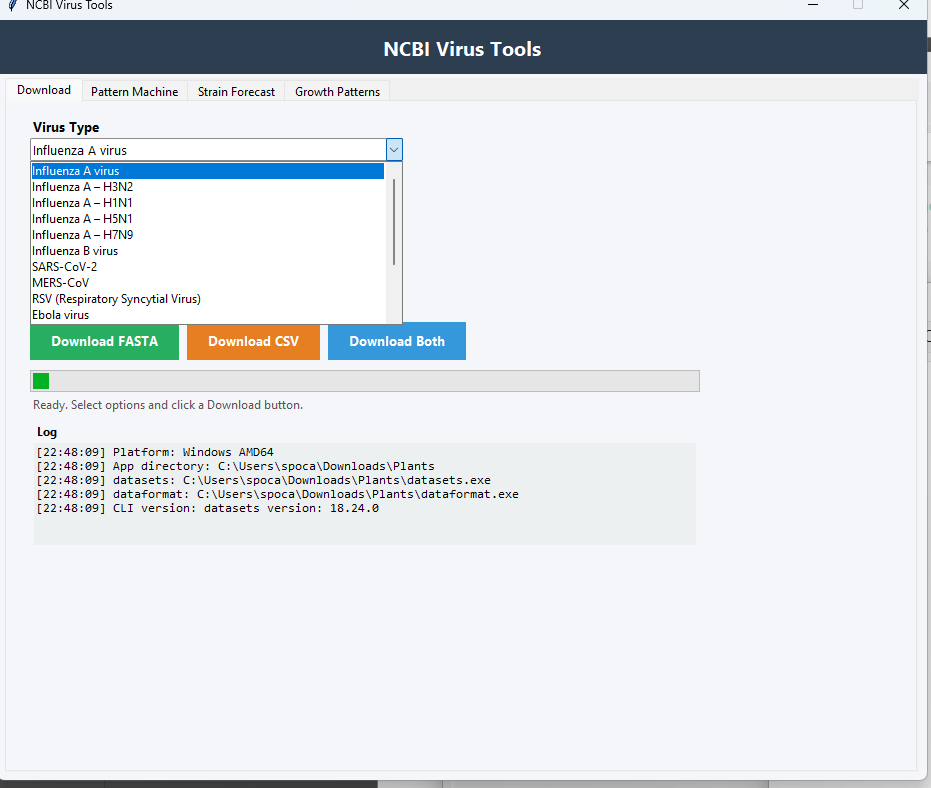 NCBI Virus Tools
NCBI Virus Tools
Download Pattern Machine Strain Forecast Growth Patterns
Virus Type
Influenza A virus
Influenza A virus
Influenza A – H3N2
Influenza A – H1N1
Influenza A – H5N1
Influenza A – H7N9
Influenza B virus
SARS-CoV-2
MERS-CoV
RSV (Respiratory Syncytial Virus)
Ebola virus
Download FASTA Download CSV Download Both
Ready. Select options and click a Download button.
Log
[22:48:09] Platform: Windows AMD64
[22:48:09] App directory: C:\Users\spoca\Downloads\Plants
[22:48:09] datasets: C:\Users\spoca\Downloads\Plants\datasets.exe
[22:48:09] dataformat: C:\Users\spoca\Downloads\Plants\dataformat.exe
[22:48:09] CLI version: datasets version: 18.24.0